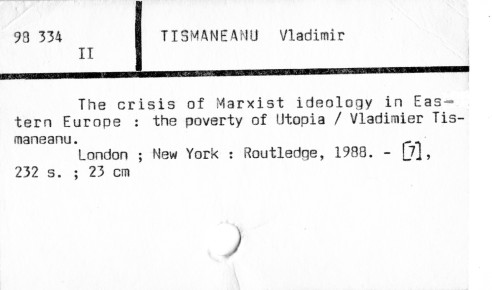 98 334 TISMANEANU Vladimir
II
The crisis of Marxist ideology in Eas-
tern Europe : the poverty of Utopia / Vladimier Tis-
maneanu.
London ; New York : Routledge, 1988. - [7],
232 s. ; 23 cm